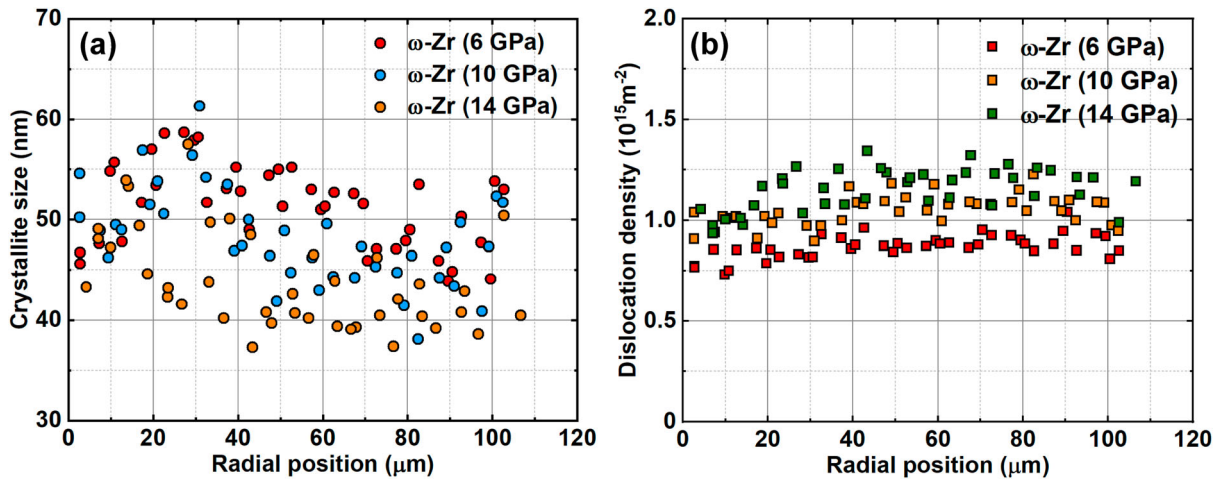 (a)
ω-Zr (6 GPa)
ω-Zr (10 GPa)
ω-Zr (14 GPa)
Crystallite size (nm)
70
60
50
40
30
0 20 40 60 80 100 120
Radial position (μm)
(b)
ω-Zr (6 GPa)
ω-Zr (10 GPa)
ω-Zr (14 GPa)
Dislocation density (10¹⁵m⁻²)
2.0
1.5
1.0
0.5
0
0 20 40 60 80 100 120
Radial position (μm)